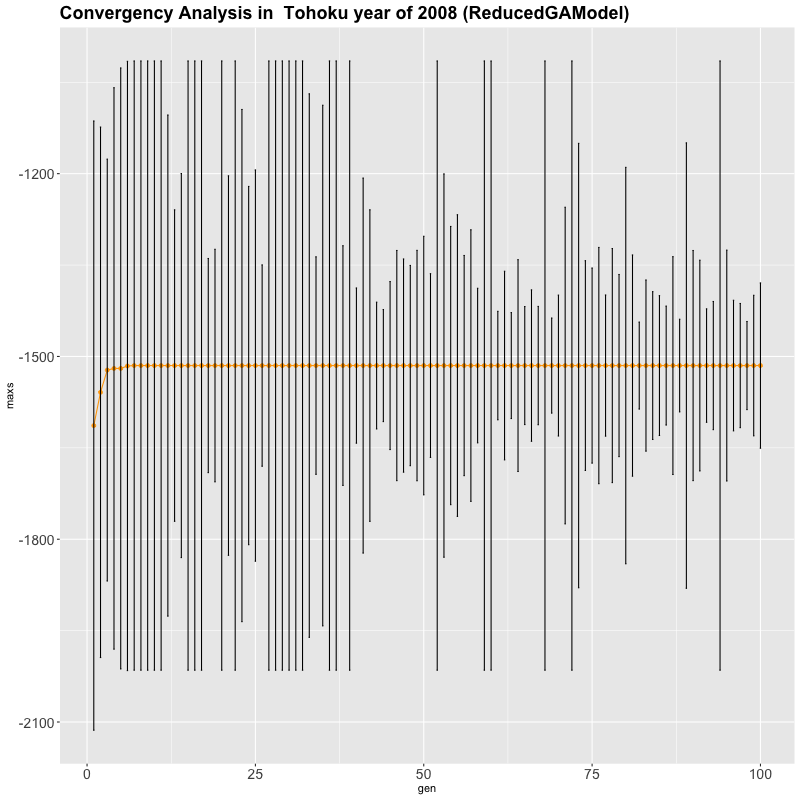 Convergency Analysis in  Tohoku year of 2008 (ReducedGAModel)
maxs
-1200
-1500
-1800
-2100
0 25 50 75 100
gen